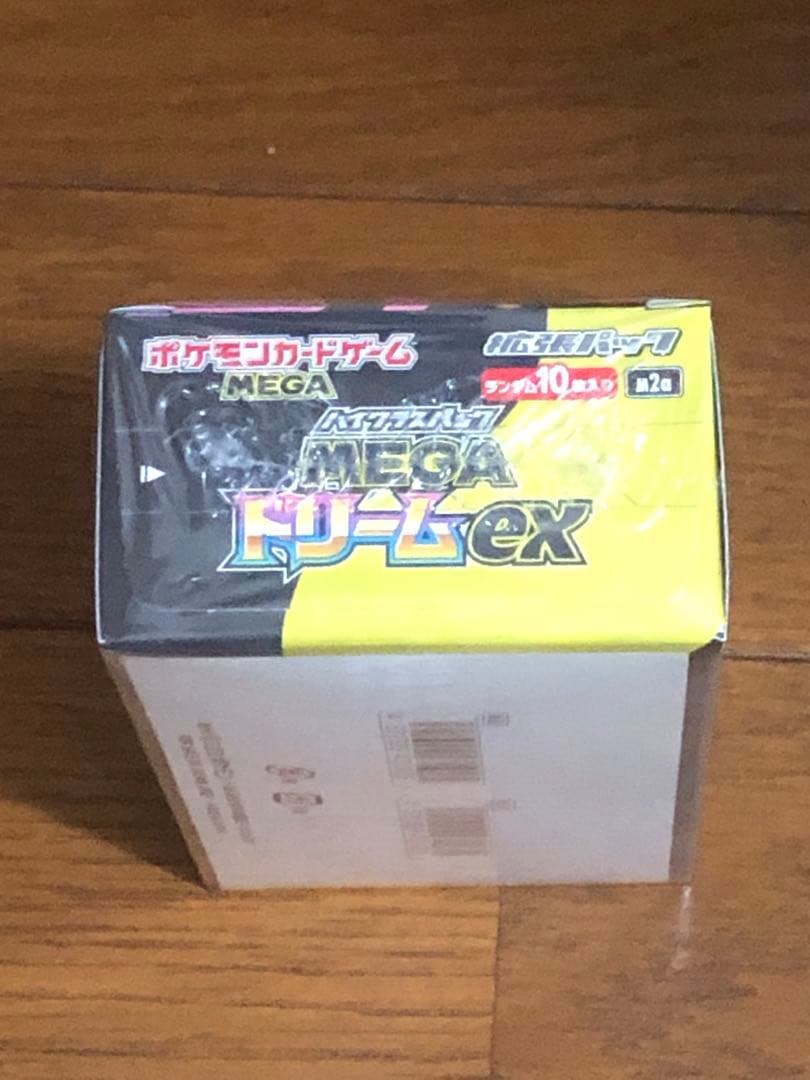 ポケモンカードゲーム
MEGA
拡張パック
ランダム10枚入り
M2a
ハイクラスパック
MEGA
ドリームex